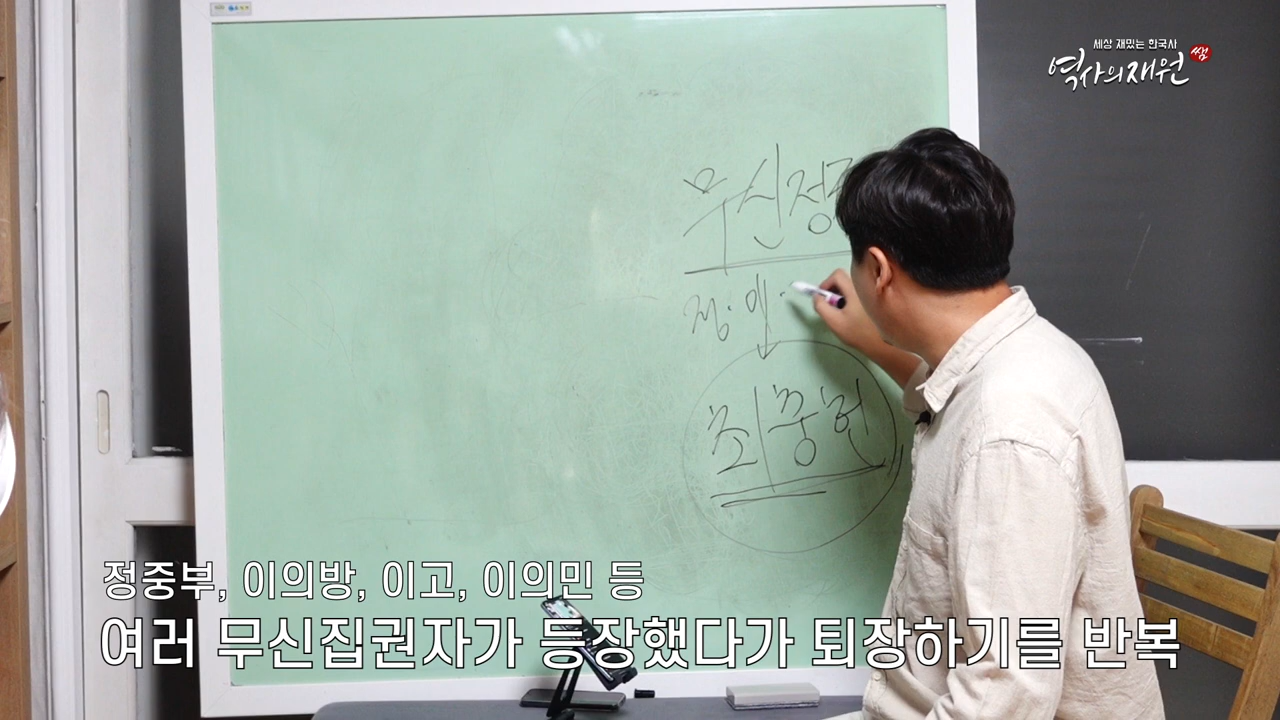 세상 재밌는 한국사
역사의재원 쌤
무신정
정·이·
최충헌
정중부, 이의방, 이고, 이의민 등
여러 무신집권자가 등장했다가 퇴장하기를 반복